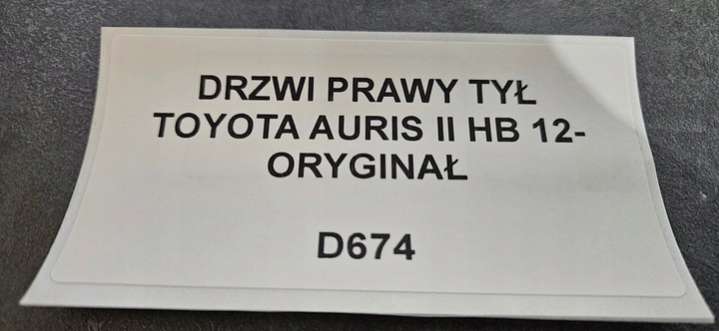 DRZWI PRAWY TYŁ
TOYOTA AURIS II HB 12-
ORYGINAŁ
D674